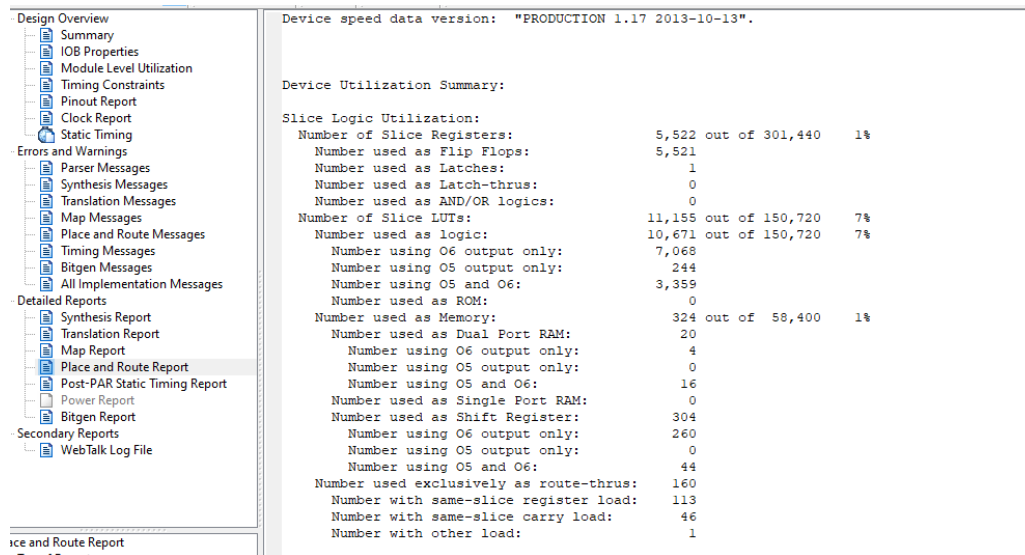 Design Overview
Summary
IOB Properties
Module Level Utilization
Timing Constraints
Pinout Report
Clock Report
Static Timing
Errors and Warnings
Parser Messages
Synthesis Messages
Translation Messages
Map Messages
Place and Route Messages
Timing Messages
Bitgen Messages
All Implementation Messages
Detailed Reports
Synthesis Report
Translation Report
Map Report
Place and Route Report
Post-PAR Static Timing Report
Power Report
Bitgen Report
Secondary Reports
WebTalk Log File
ace and Route Report
Device speed data version:  "PRODUCTION 1.17 2013-10-13".
Device Utilization Summary:
Slice Logic Utilization:
Number of Slice Registers: 5,522 out of 301,440 1%
Number used as Flip Flops: 5,521
Number used as Latches: 1
Number used as Latch-thrus: 0
Number used as AND/OR logics: 0
Number of Slice LUTs: 11,155 out of 150,720 7%
Number used as logic: 10,671 out of 150,720 7%
Number using O6 output only: 7,068
Number using O5 output only: 244
Number using O5 and O6: 3,359
Number used as ROM: 0
Number used as Memory: 324 out of 58,400 1%
Number used as Dual Port RAM: 20
Number using O6 output only: 4
Number using O5 output only: 0
Number using O5 and O6: 16
Number used as Single Port RAM: 0
Number used as Shift Register: 304
Number using O6 output only: 260
Number using O5 output only: 0
Number using O5 and O6: 44
Number used exclusively as route-thrus: 160
Number with same-slice register load: 113
Number with same-slice carry load: 46
Number with other load: 1